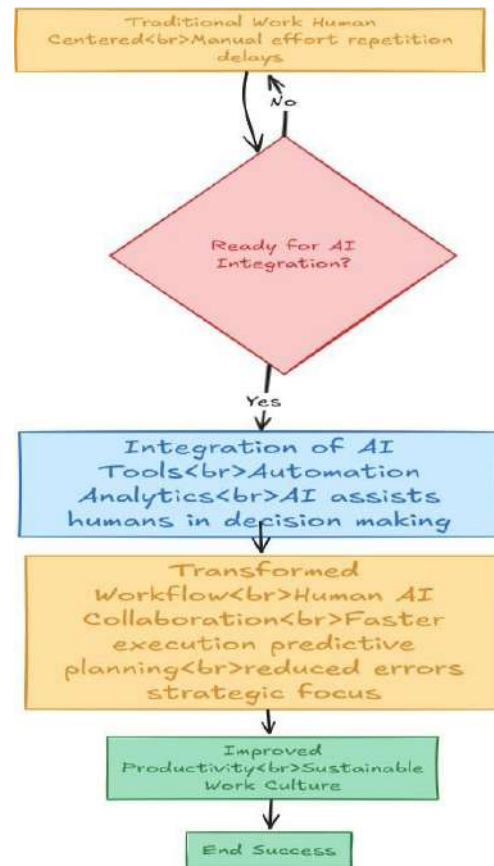 Traditional Work Human
Centered<br>Manual effort repetition
delays
No
Ready for AI
Integration?
Yes
Integration of AI
Tools<br>Automation
Analytics<br>AI assists
humans in decision making
Transformed
Workflow<br>Human AI
Collaboration<br>Faster
execution predictive
planning<br>reduced errors
strategic focus
Improved
Productivity<br>Sustainable
Work Culture
End Success